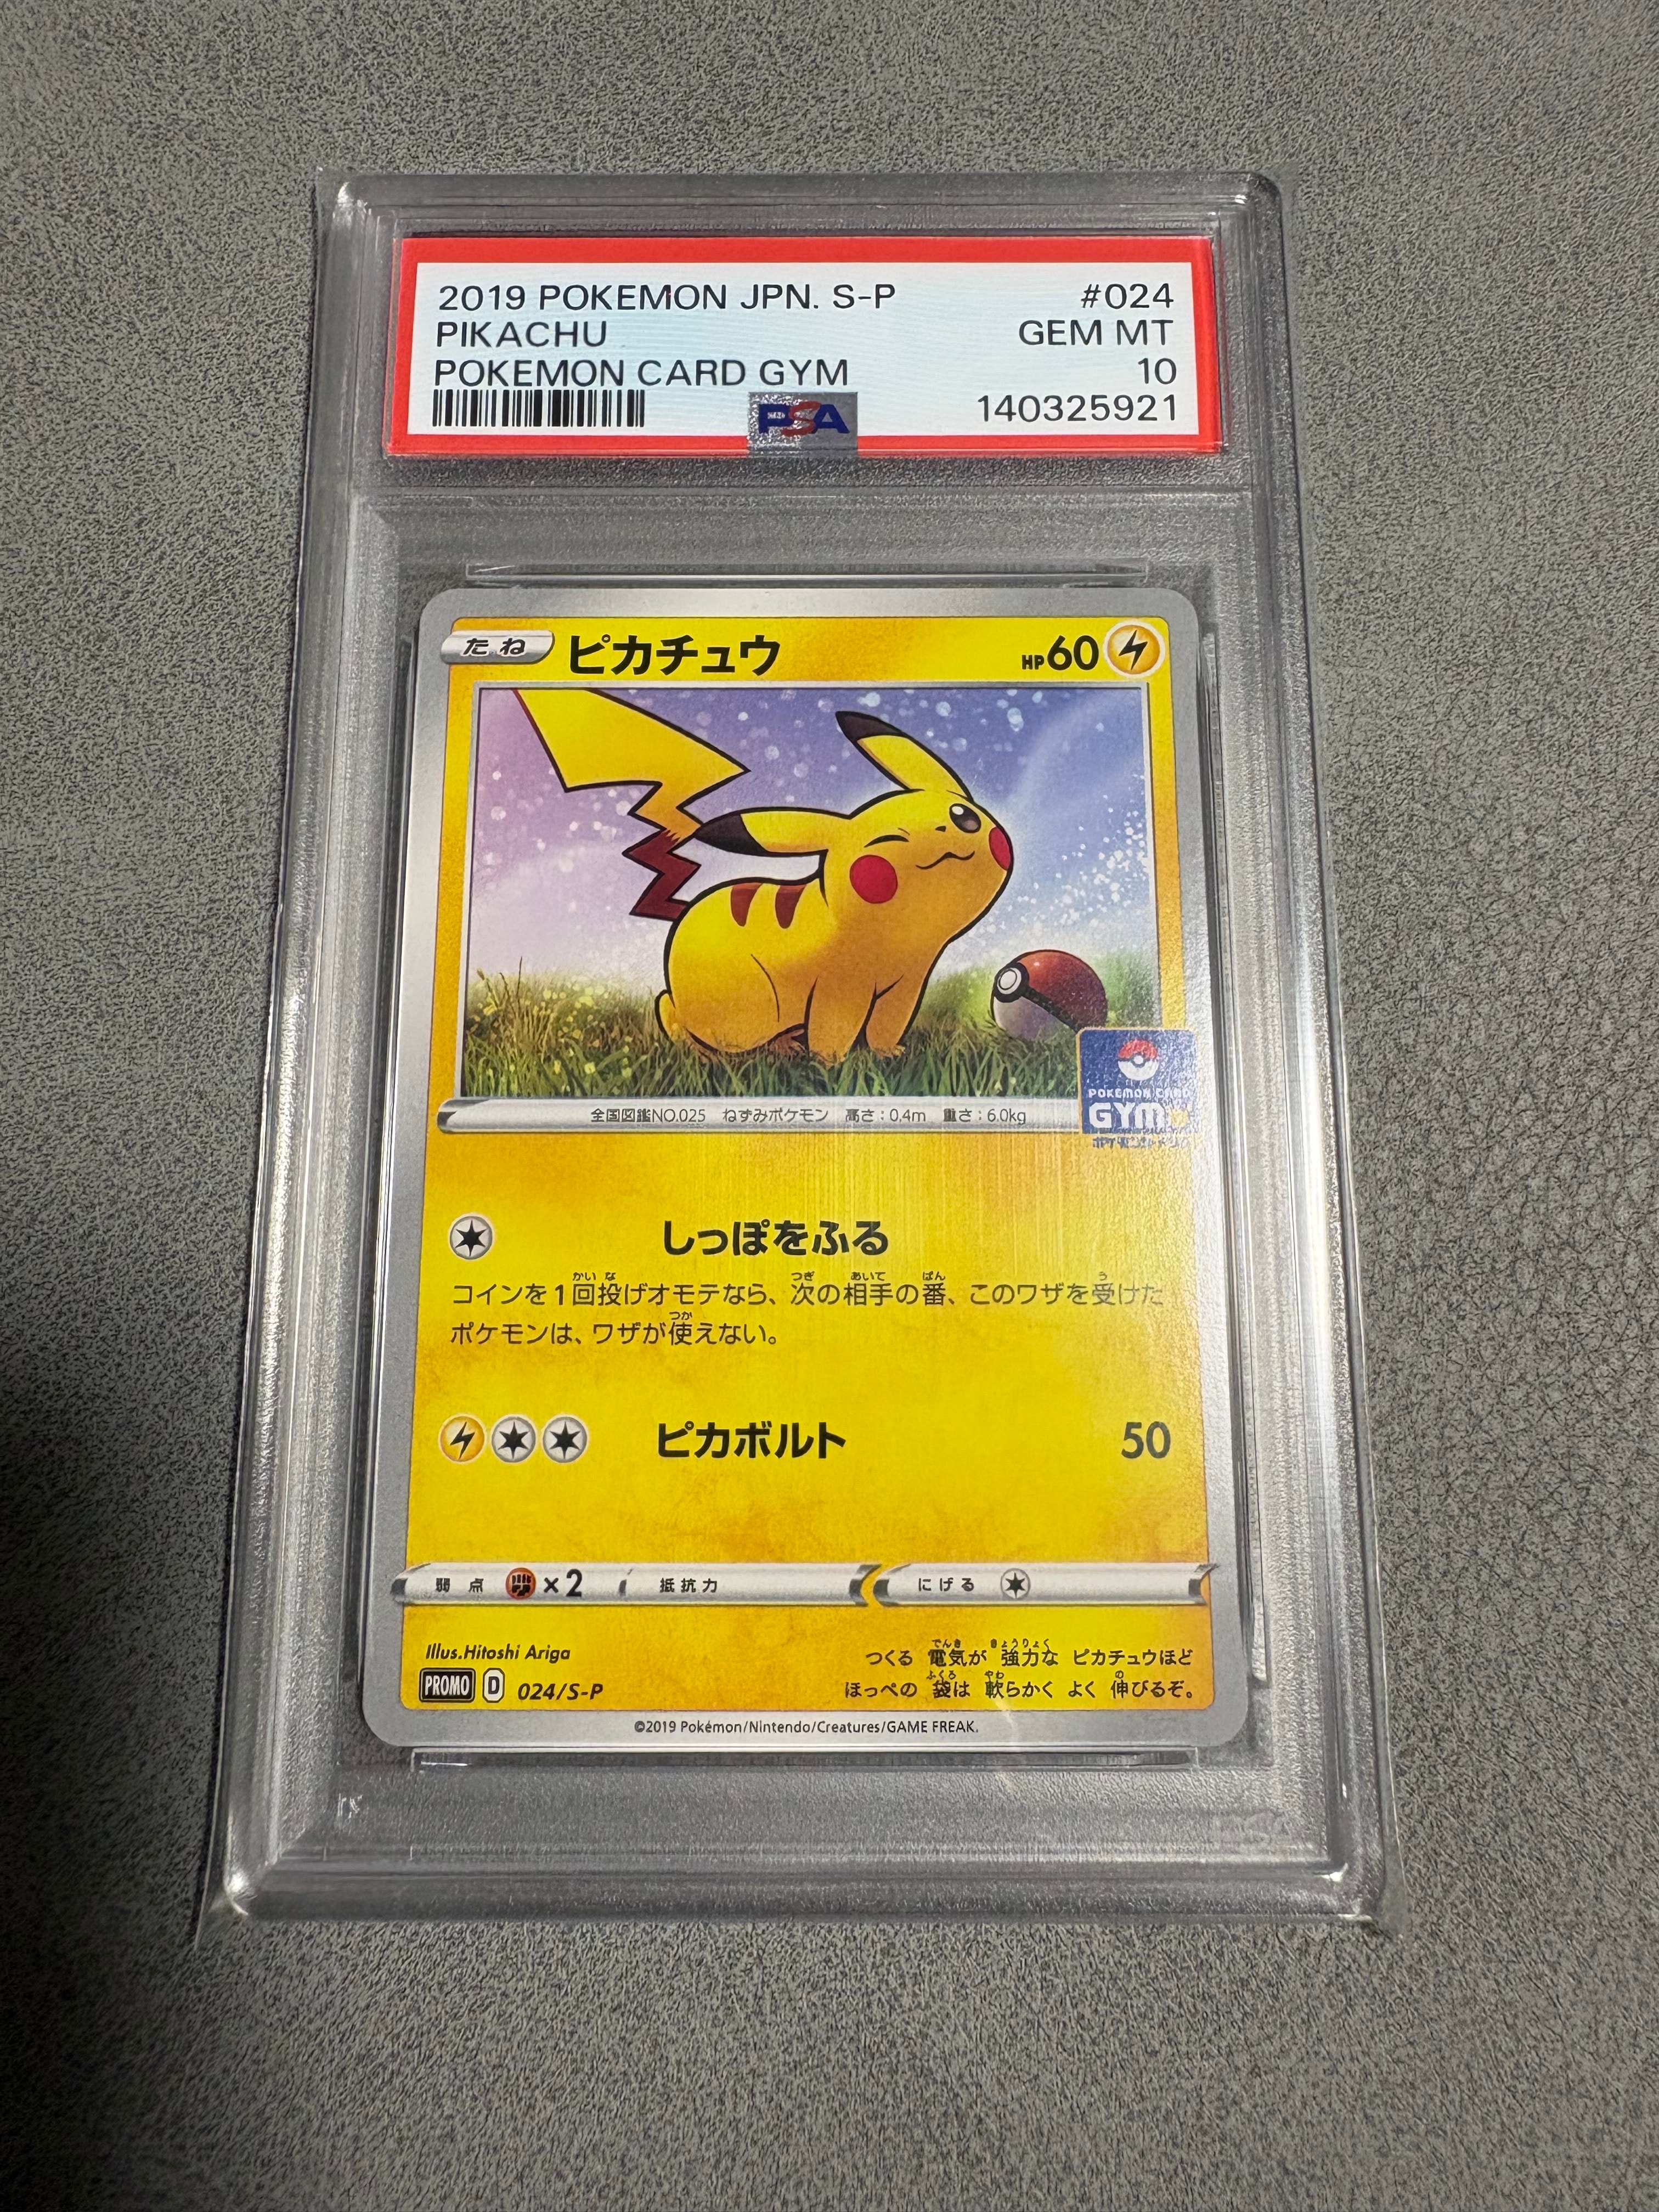 2019 POKEMON JPN. S-P #024
PIKACHU GEM MT
POKEMON CARD GYM 10
PSA 140325921
たね ピカチュウ HP60
POKÉMON CARD
GYM
全国図鑑NO.025 ねずみポケモン 高さ:0.4m 重さ:6.0kg
しっぽをふる
コインを1回投げオモテなら、次の相手の番、このワザを受けた
ポケモンは、ワザが使えない。
ピカボルト 50
弱点 ×2 抵抗力 にげる
Illus.Hitoshi Ariga
PROMO D 024/S-P
つくる 電気が 強力な ピカチュウほど
ほっぺの 袋は 軟らかく よく 伸びるぞ。
©2019 Pokémon/Nintendo/Creatures/GAME FREAK.